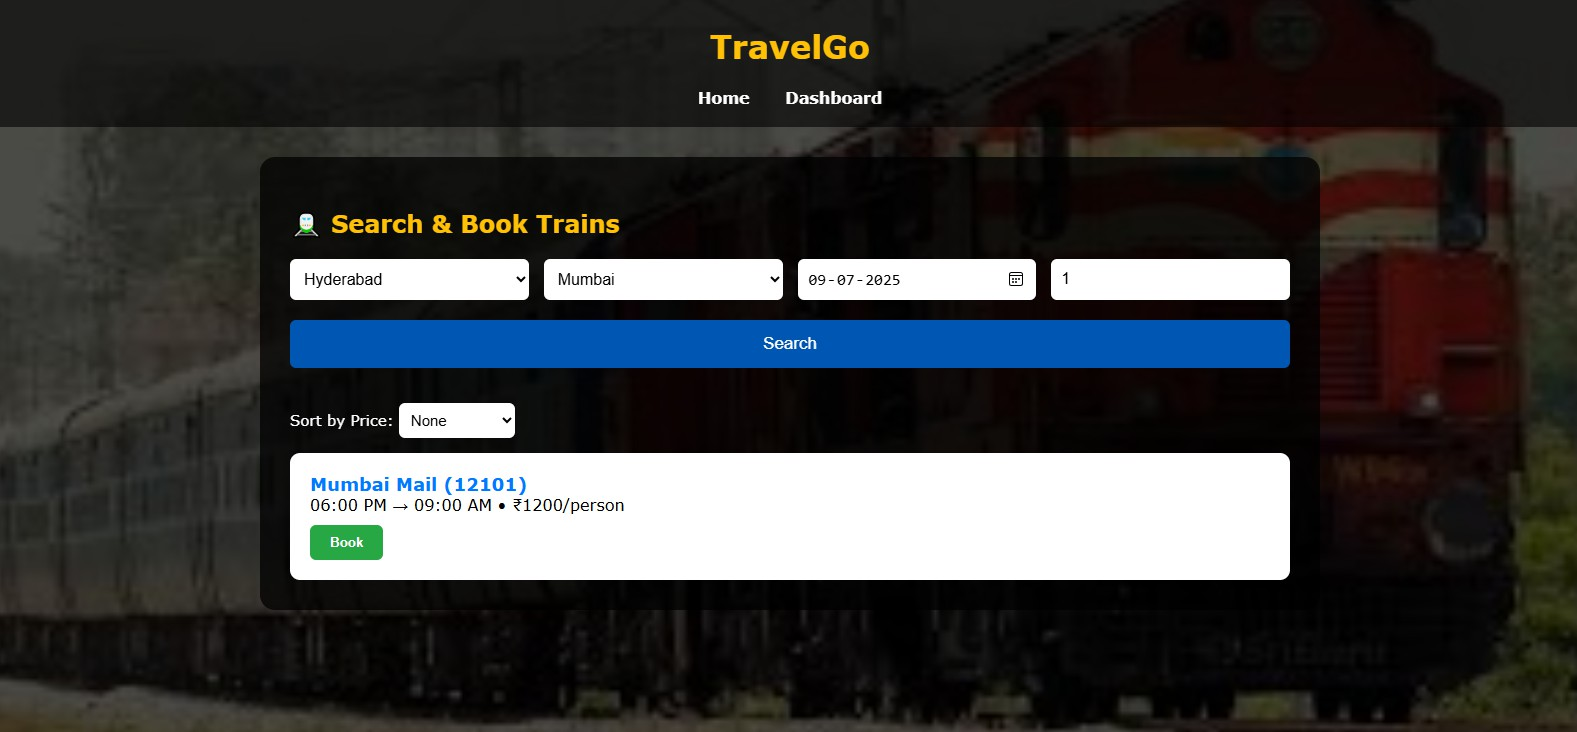 TravelGo
Home Dashboard
Search & Book Trains
Hyderabad Mumbai 09-07-2025 1
Search
Sort by Price: None
Mumbai Mail (12101)
06:00 PM → 09:00 AM • ₹1200/person
Book